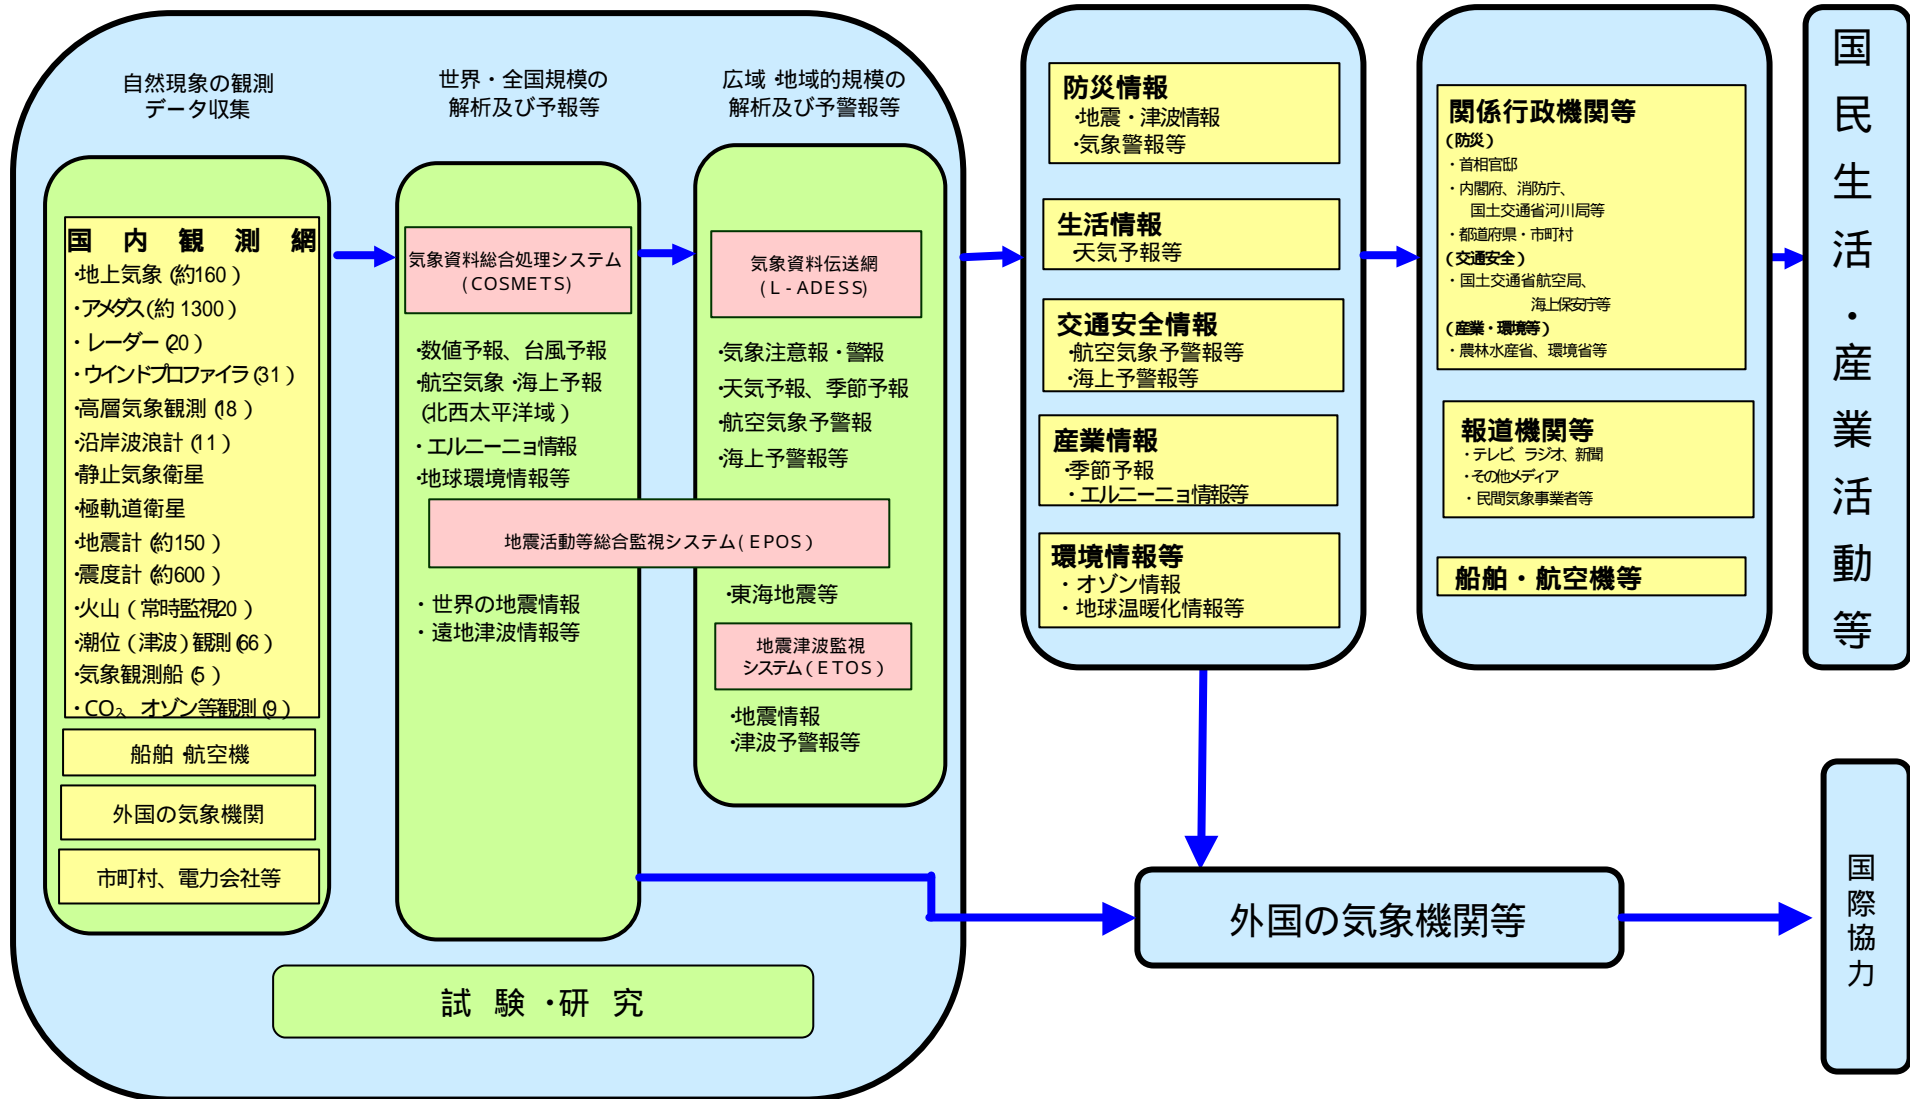 自然現象の観測
データ収集
国内観測網
・地上気象(約160)
・アメダス(約1300)
・レーダー(20)
・ウインドプロファイラ(31)
・高層気象観測(18)
・沿岸波浪計(11)
・静止気象衛星
・極軌道衛星
・地震計(約150)
・震度計(約600)
・火山(常時監視20)
・潮位(津波)観測(66)
・気象観測船(5)
・CO₂、オゾン等観測(9)
船舶・航空機
外国の気象機関
市町村、電力会社等
世界・全国規模の
解析及び予報等
気象資料総合処理システム
(COSMETS)
・数値予報、台風予報
・航空気象・海上予報
(北西太平洋域)
・エルニーニョ情報
・地球環境情報等
地震活動等総合監視システム(EPOS)
・世界の地震情報
・遠地津波情報等
広域・地域的規模の
解析及び予警報等
気象資料伝送網
(L-ADESS)
・気象注意報・警報
・天気予報、季節予報
・航空気象予警報
・海上予警報等
・東海地震等
地震津波監視
システム(ETOS)
・地震情報
・津波予警報等
試験・研究
防災情報
・地震・津波情報
・気象警報等
生活情報
・天気予報等
交通安全情報
・航空気象予警報等
・海上予警報等
産業情報
・季節予報
・エルニーニョ情報等
環境情報等
・オゾン情報
・地球温暖化情報等
関係行政機関等
(防災)
・首相官邸
・内閣府、消防庁、
国土交通省河川局等
・都道府県・市町村
(交通安全)
・国土交通省航空局、
海上保安庁等
(産業・環境等)
・農林水産省、環境省等
報道機関等
・テレビ、ラジオ、新聞
・その他メディア
・民間気象事業者等
船舶・航空機等
国民生活・産業活動等
外国の気象機関等
国際協力